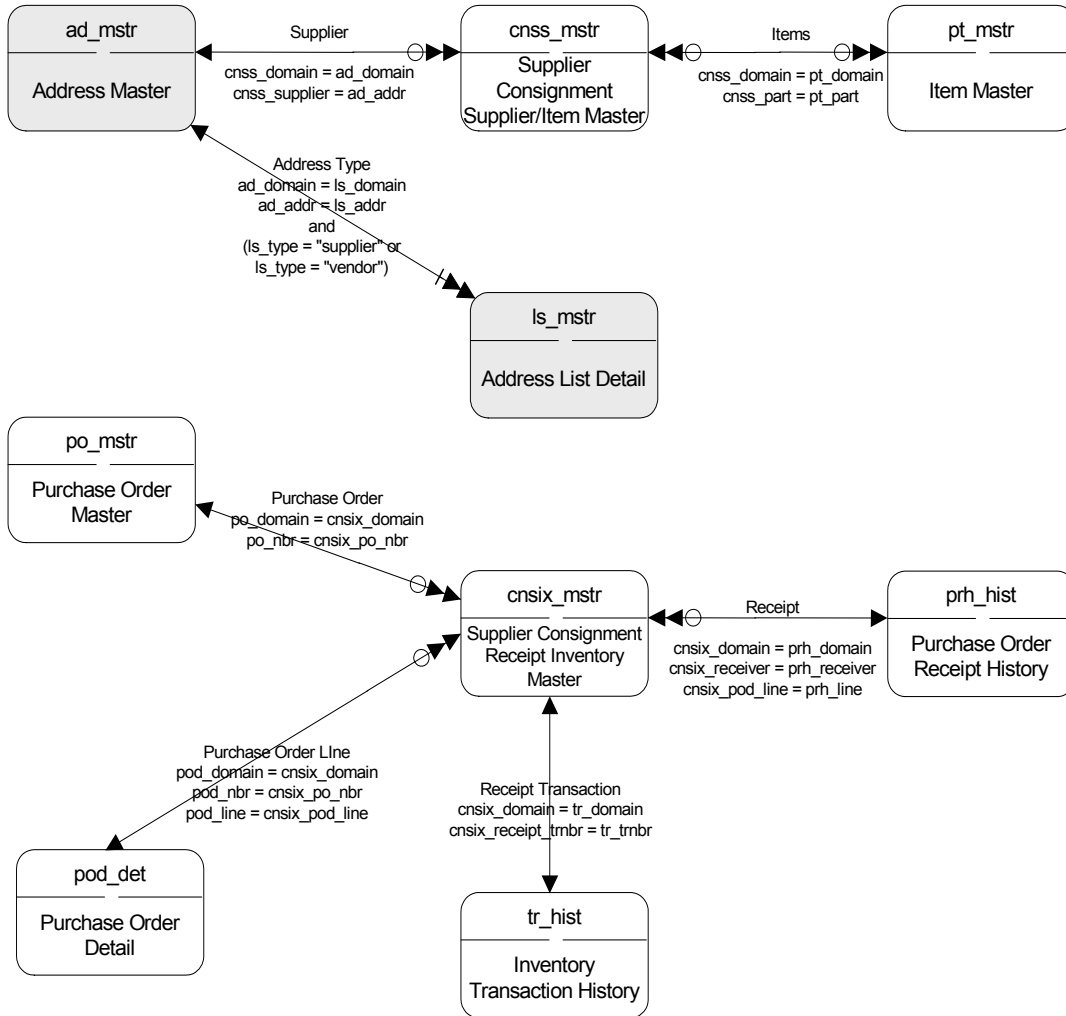 ad_mstr
Address Master
Supplier
cnss_domain = ad_domain
cnss_supplier = ad_addr
cnss_mstr
Supplier
Consignment
Supplier/Item Master
Items
cnss_domain = pt_domain
cnss_part = pt_part
pt_mstr
Item Master
Address Type
ad_domain = ls_domain
ad_addr = ls_addr
and
(ls_type = "supplier" or
ls_type = "vendor")
ls_mstr
Address List Detail
po_mstr
Purchase Order
Master
Purchase Order
po_domain = cnsix_domain
po_nbr = cnsix_po_nbr
cnsix_mstr
Supplier Consignment
Receipt Inventory
Master
Receipt
cnsix_domain = prh_domain
cnsix_receiver = prh_receiver
cnsix_pod_line = prh_line
prh_hist
Purchase Order
Receipt History
Purchase Order LIne
pod_domain = cnsix_domain
pod_nbr = cnsix_po_nbr
pod_line = cnsix_pod_line
Receipt Transaction
cnsix_domain = tr_domain
cnsix_receipt_trnbr = tr_trnbr
pod_det
Purchase Order
Detail
tr_hist
Inventory
Transaction History